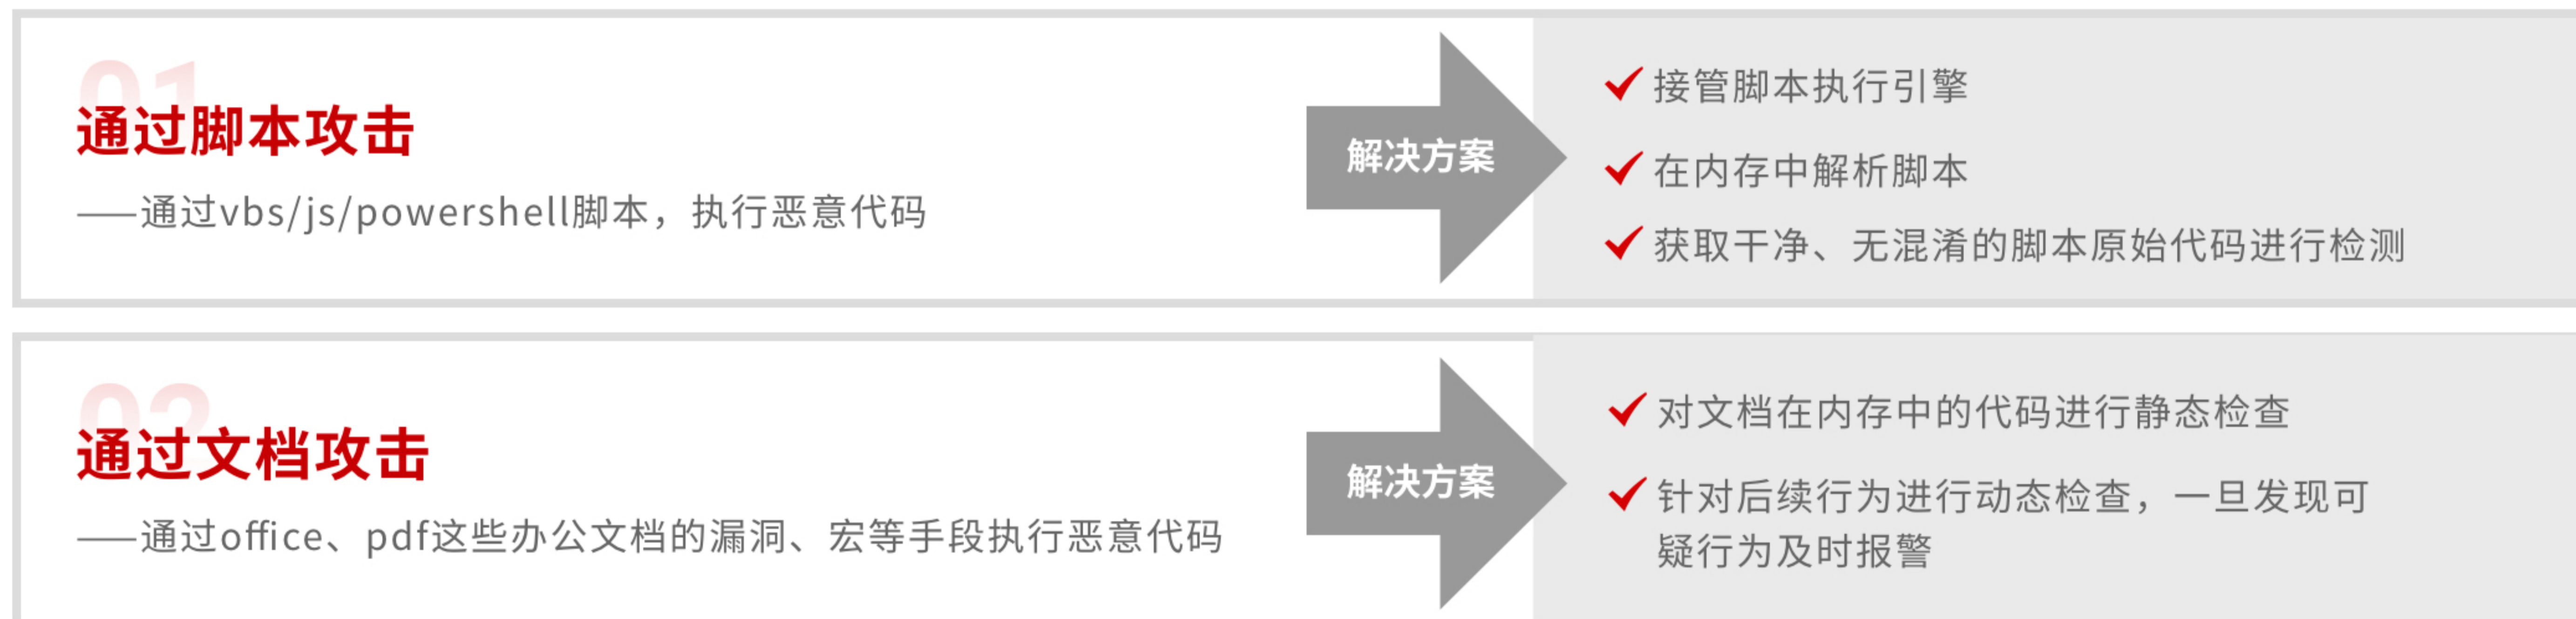 01
通过脚本攻击
——通过vbs/js/powershell脚本，执行恶意代码
解决方案
接管脚本执行引擎
在内存中解析脚本
获取干净、无混淆的脚本原始代码进行检测
02
通过文档攻击
——通过office、pdf这些办公文档的漏洞、宏等手段执行恶意代码
解决方案
对文档在内存中的代码进行静态检查
针对后续行为进行动态检查，一旦发现可
疑行为及时报警